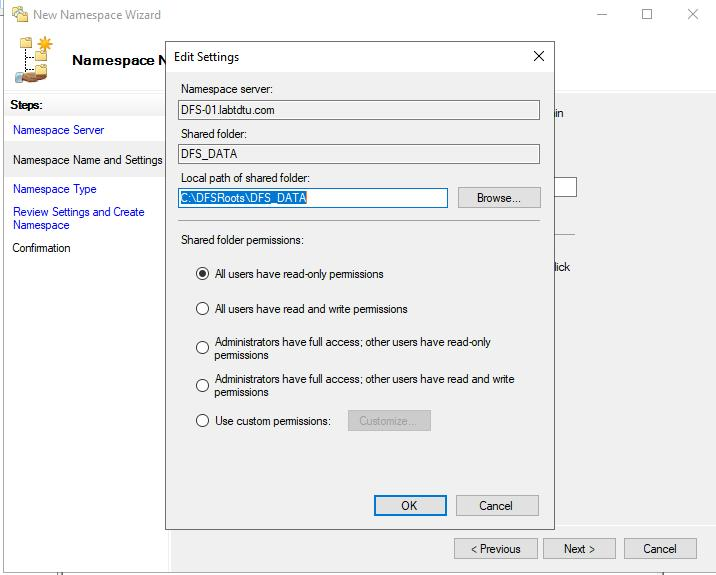 New Namespace Wizard
Namespace N
Edit Settings
Steps:
Namespace Server
Namespace Name and Settings
Namespace Type
Review Settings and Create
Namespace
Confirmation
Namespace server:
DFS-01.labtdtu.com
in
Shared folder:
DFS_DATA
Local path of shared folder:
C:\DFSRoots\DFS_DATA
Browse...
Shared folder permissions:
lick
All users have read-only permissions
All users have read and write permissions
Administrators have full access; other users have read-only
permissions
Administrators have full access; other users have read and write
permissions
Use custom permissions:
Customize...
OK
Cancel
< Previous
Next >
Cancel